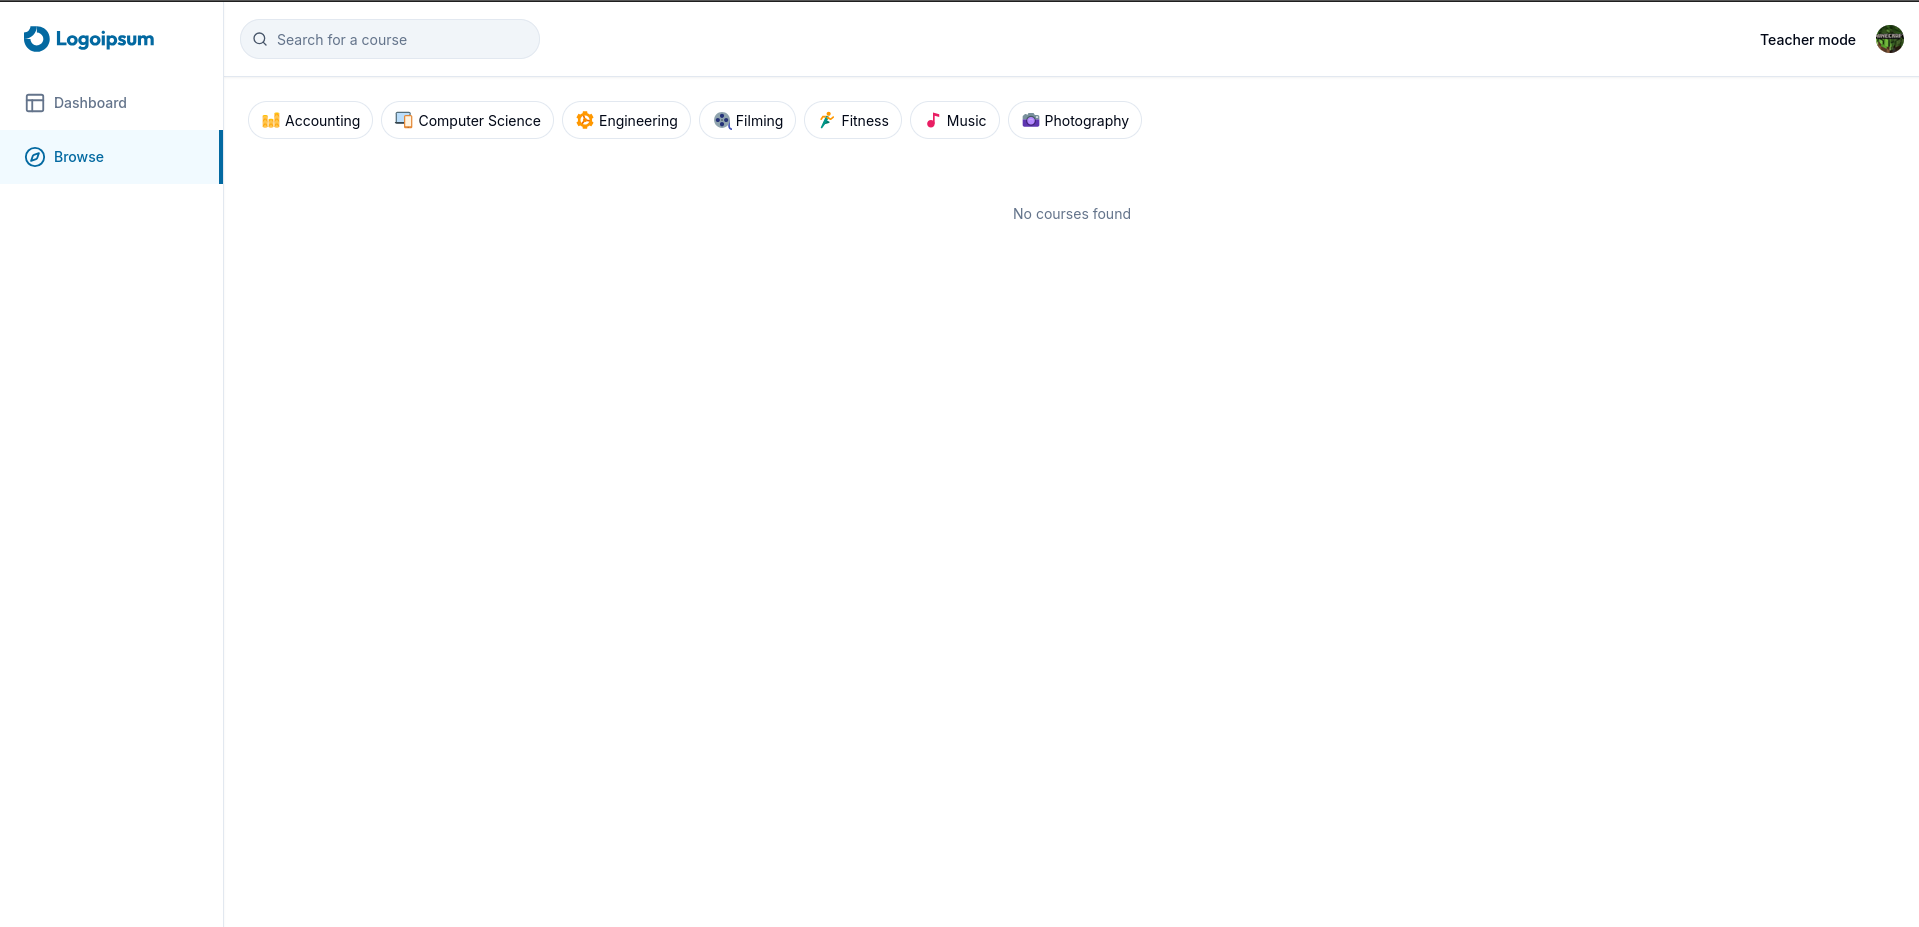 Logoipsum
Search for a course
Teacher mode
Dashboard
Browse
Accounting
Computer Science
Engineering
Filming
Fitness
Music
Photography
No courses found